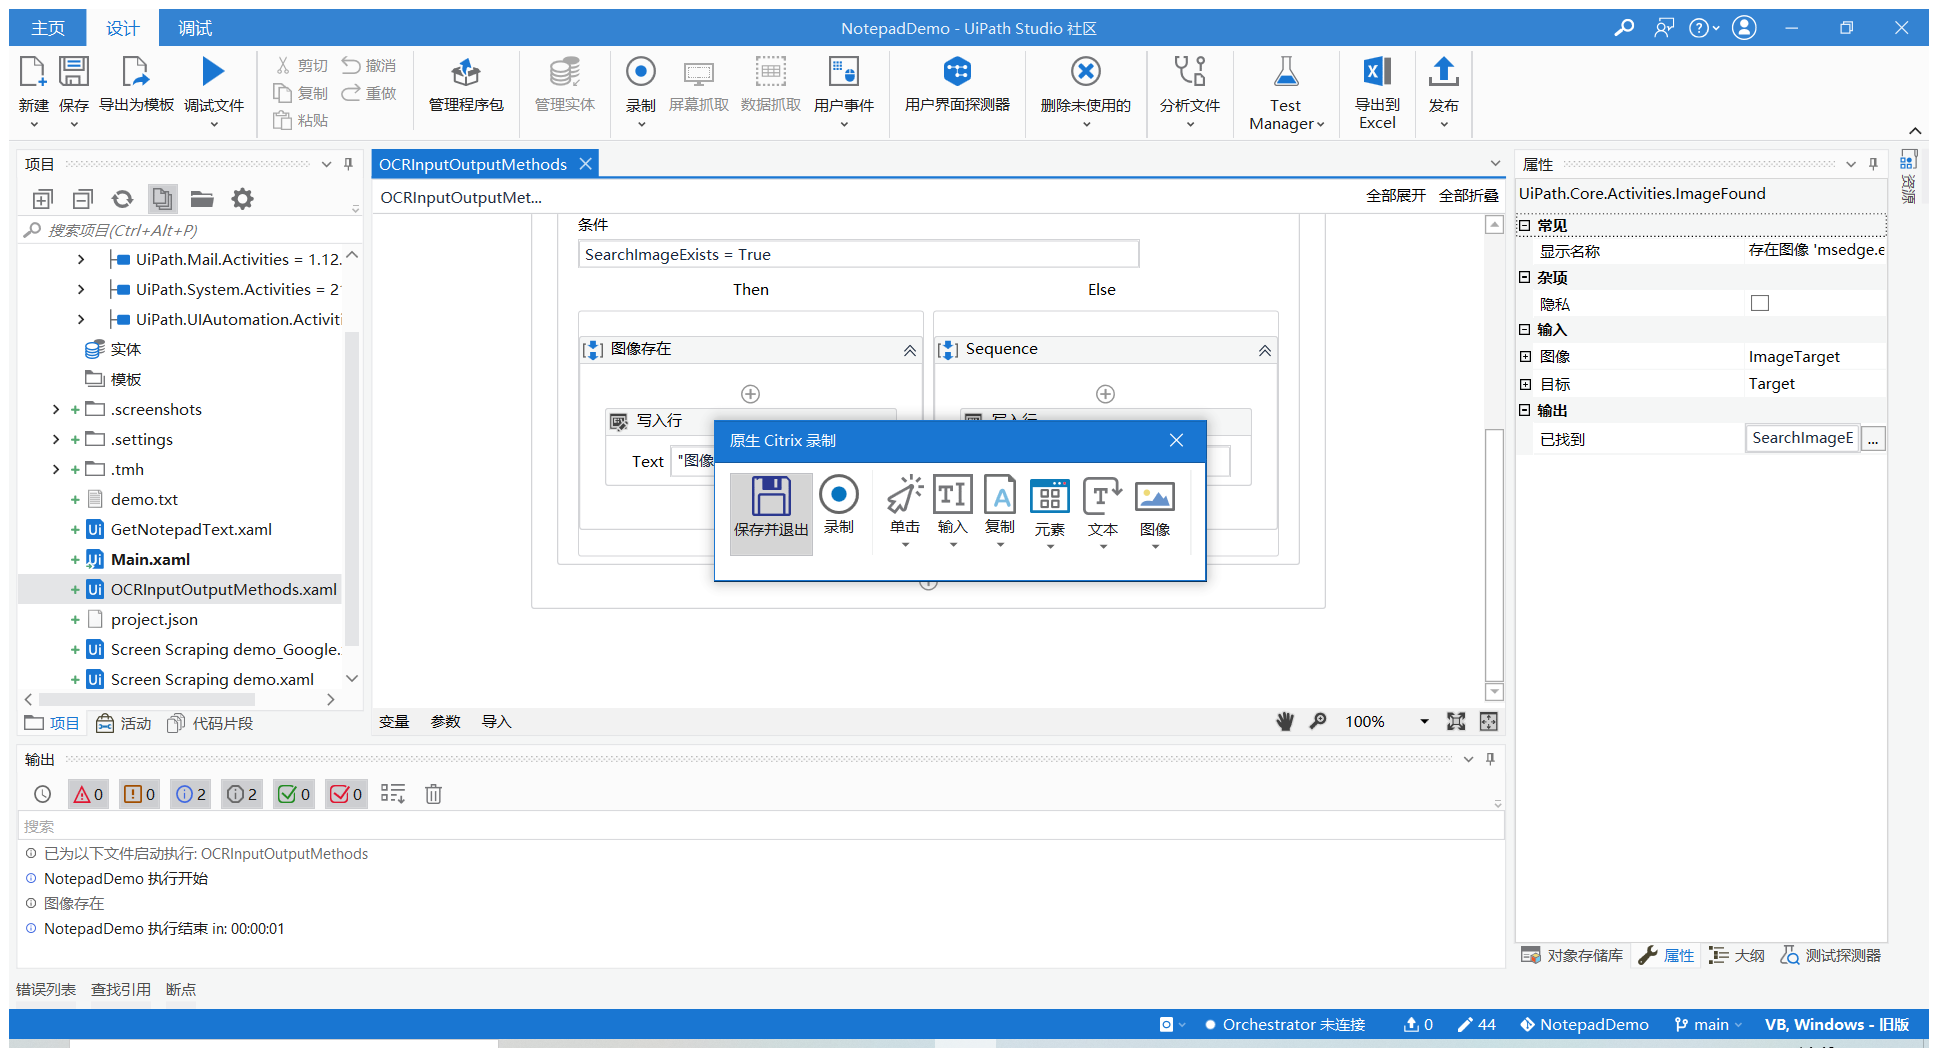 主页 设计 调试 NotepadDemo - UiPath Studio 社区
新建 保存 导出为模板 调试文件 剪切 复制 粘贴 撤消 重做 管理程序包 管理实体 录制 屏幕抓取 数据抓取 用户事件 用户界面探测器 删除未使用的 分析文件 Test Manager 导出到 Excel 发布
项目
搜索项目(Ctrl+Alt+P)
UiPath.Mail.Activities = 1.12.
UiPath.System.Activities = 2
UiPath.UIAutomation.Activiti
实体
模板
.screenshots
.settings
.tmh
demo.txt
GetNotepadText.xaml
Main.xaml
OCRInputOutputMethods.xaml
project.json
Screen Scraping demo_Google.
Screen Scraping demo.xaml
项目 活动 代码片段
OCRInputOutputMethods
OCRInputOutputMet... 全部展开 全部折叠
条件
SearchImageExists = True
Then Else
图像存在 Sequence
写入行 写入行
Text "图像
原生 Citrix 录制
保存并退出 录制 单击 输入 复制 元素 文本 图像
变量 参数 导入 100%
属性
资源
UiPath.Core.Activities.ImageFound
常见
显示名称 存在图像 'msedge.e
杂项
隐私
输入
图像 ImageTarget
目标 Target
输出
已找到 SearchImageE ...
对象存储库 属性 大纲 测试探测器
输出
0 0 2 2 0 0
搜索
已为以下文件启动执行: OCRInputOutputMethods
NotepadDemo 执行开始
图像存在
NotepadDemo 执行结束 in: 00:00:01
错误列表 查找引用 断点
Orchestrator 未连接 0 44 NotepadDemo main VB, Windows - 旧版